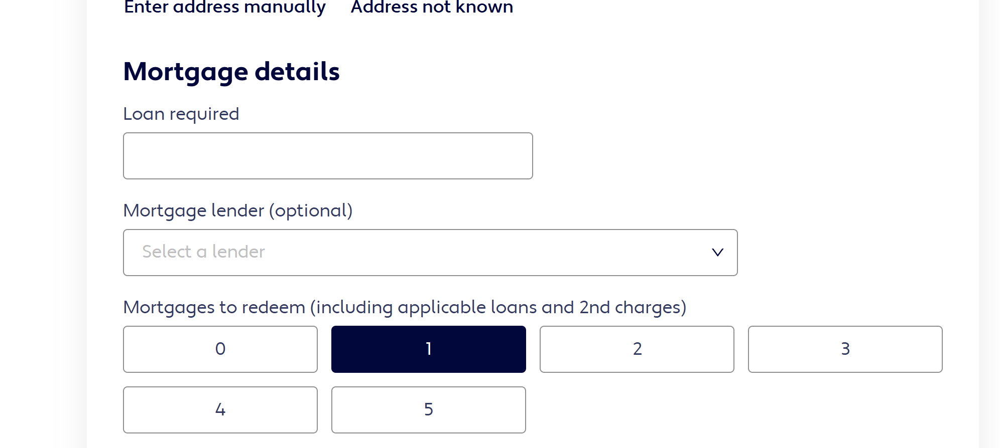 Enter address manually Address not known
Mortgage details
Loan required
Mortgage lender (optional)
Select a lender
Mortgages to redeem (including applicable loans and 2nd charges)
0 1 2 3
4 5